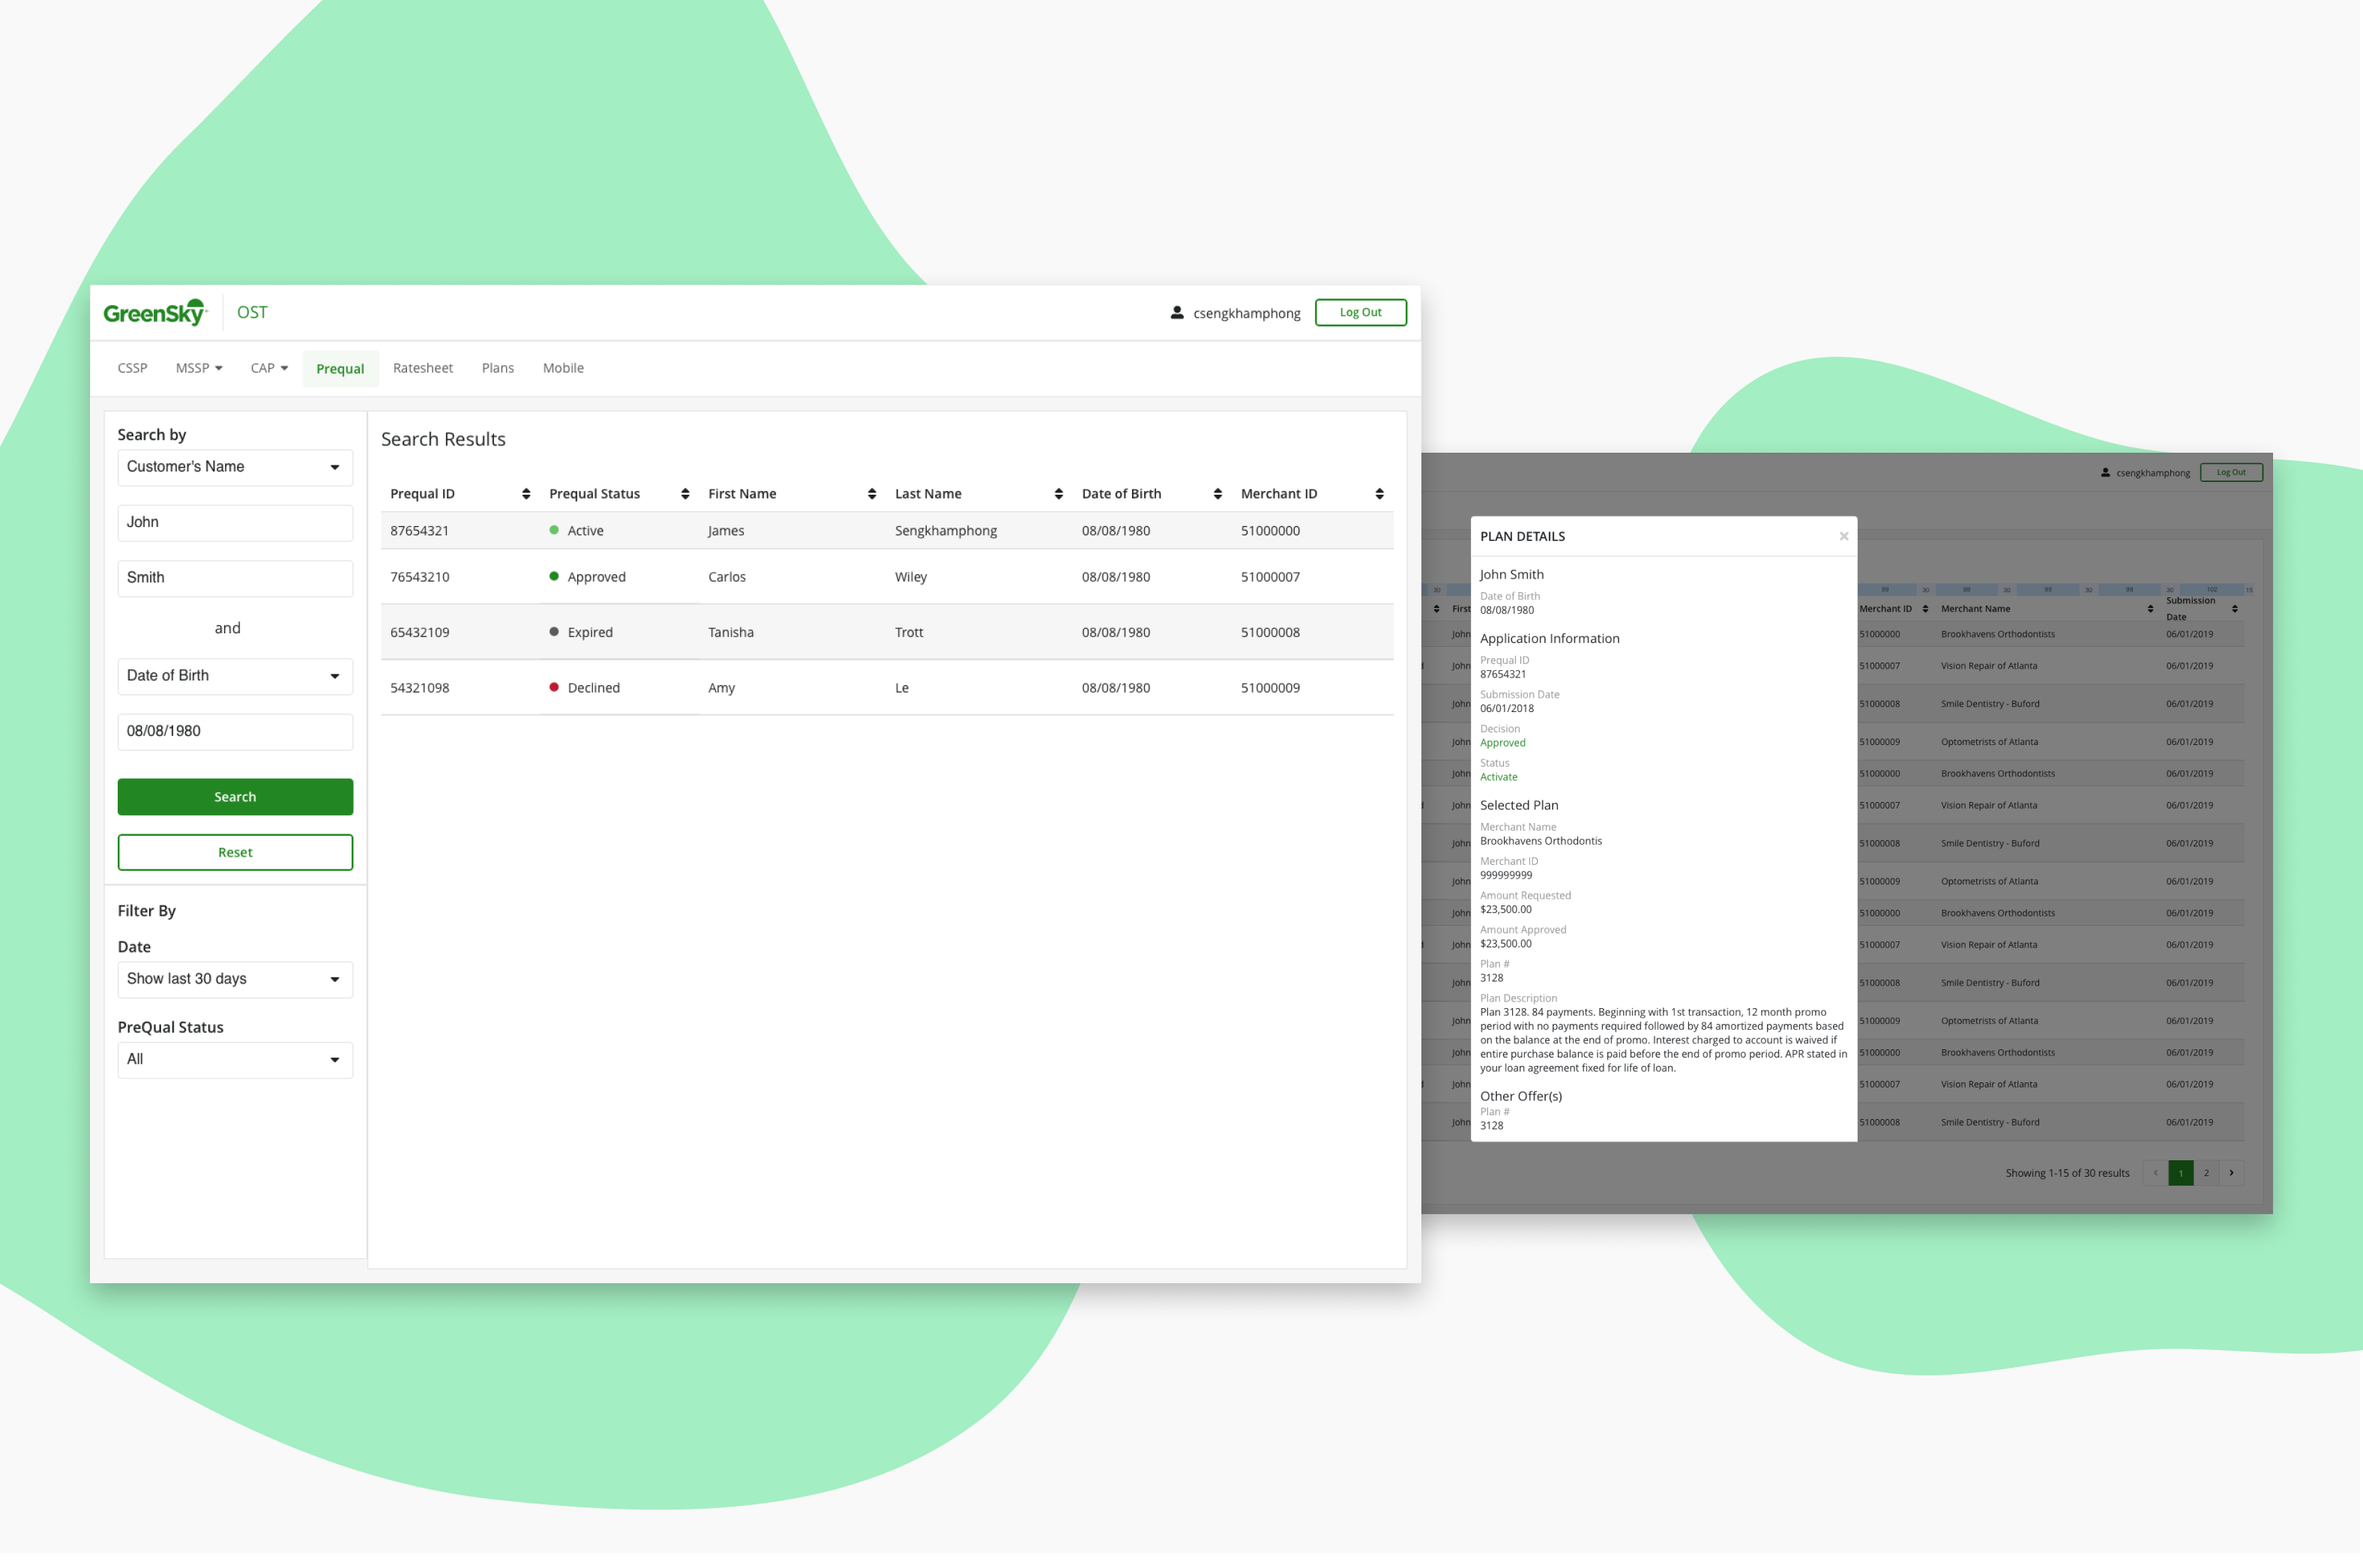 GreenSky OST csengkhamphong Log Out
CSSP MSSP CAP Prequal Ratesheet Plans Mobile
Search by
Customer's Name
John
Smith
and
Date of Birth
08/08/1980
Search
Reset
Filter By
Date
Show last 30 days
PreQual Status
All
Search Results
Prequal ID Prequal Status First Name Last Name Date of Birth Merchant ID
87654321 Active James Sengkhamphong 08/08/1980 51000000
76543210 Approved Carlos Wiley 08/08/1980 51000007
65432109 Expired Tanisha Trott 08/08/1980 51000008
54321098 Declined Amy Le 08/08/1980 51000009
csengkhamphong Log Out
PLAN DETAILS
John Smith
Date of Birth
08/08/1980
Application Information
Prequal ID
87654321
Submission Date
06/01/2018
Decision
Approved
Status
Activate
Selected Plan
Merchant Name
Brookhavens Orthodontis
Merchant ID
999999999
Amount Requested
$23,500.00
Amount Approved
$23,500.00
Plan #
3128
Plan Description
Plan 3128. 84 payments. Beginning with 1st transaction, 12 month promo
period with no payments required followed by 84 amortized payments based
on the balance at the end of promo. Interest charged to account is waived if
entire purchase balance is paid before the end of promo period. APR stated in
your loan agreement fixed for life of loan.
Other Offer(s)
Plan #
3128
30 99 30 98 30 99 30 98 30 102 15
First Merchant ID Merchant Name Submission
Date
John 51000000 Brookhavens Orthodontists 06/01/2019
John 51000007 Vision Repair of Atlanta 06/01/2019
John 51000008 Smile Dentistry - Buford 06/01/2019
John 51000009 Optometrists of Atlanta 06/01/2019
John 51000000 Brookhavens Orthodontists 06/01/2019
John 51000007 Vision Repair of Atlanta 06/01/2019
John 51000008 Smile Dentistry - Buford 06/01/2019
John 51000009 Optometrists of Atlanta 06/01/2019
John 51000000 Brookhavens Orthodontists 06/01/2019
John 51000007 Vision Repair of Atlanta 06/01/2019
John 51000008 Smile Dentistry - Buford 06/01/2019
John 51000009 Optometrists of Atlanta 06/01/2019
John 51000000 Brookhavens Orthodontists 06/01/2019
John 51000007 Vision Repair of Atlanta 06/01/2019
John 51000008 Smile Dentistry - Buford 06/01/2019
Showing 1-15 of 30 results 1 2